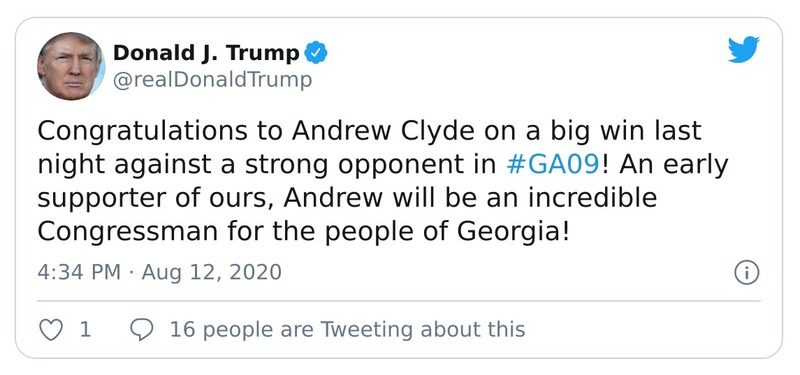 Donald J. Trump
@realDonaldTrump
Congratulations to Andrew Clyde on a big win last
night against a strong opponent in #GA09! An early
supporter of ours, Andrew will be an incredible
Congressman for the people of Georgia!
4:34 PM · Aug 12, 2020
1 16 people are Tweeting about this